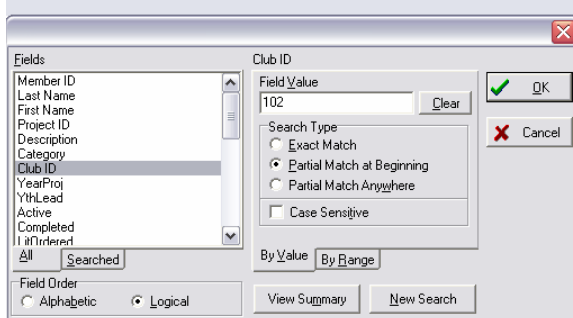 Fields
Member ID
Last Name
First Name
Project ID
Description
Category
Club ID
YearProj
YthLead
Active
Completed
LitOrdered
All
Searched
Field Order
Alphabetic
Logical
Club ID
Field Value
102
Clear
Search Type
Exact Match
Partial Match at Beginning
Partial Match Anywhere
Case Sensitive
By Value
By Range
View Summary
New Search
OK
Cancel